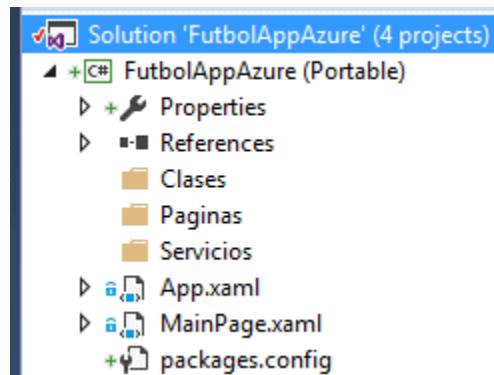 Solution 'FutbolAppAzure' (4 projects)
C# FutbolAppAzure (Portable)
Properties
References
Clases
Paginas
Servicios
App.xaml
MainPage.xaml
packages.config